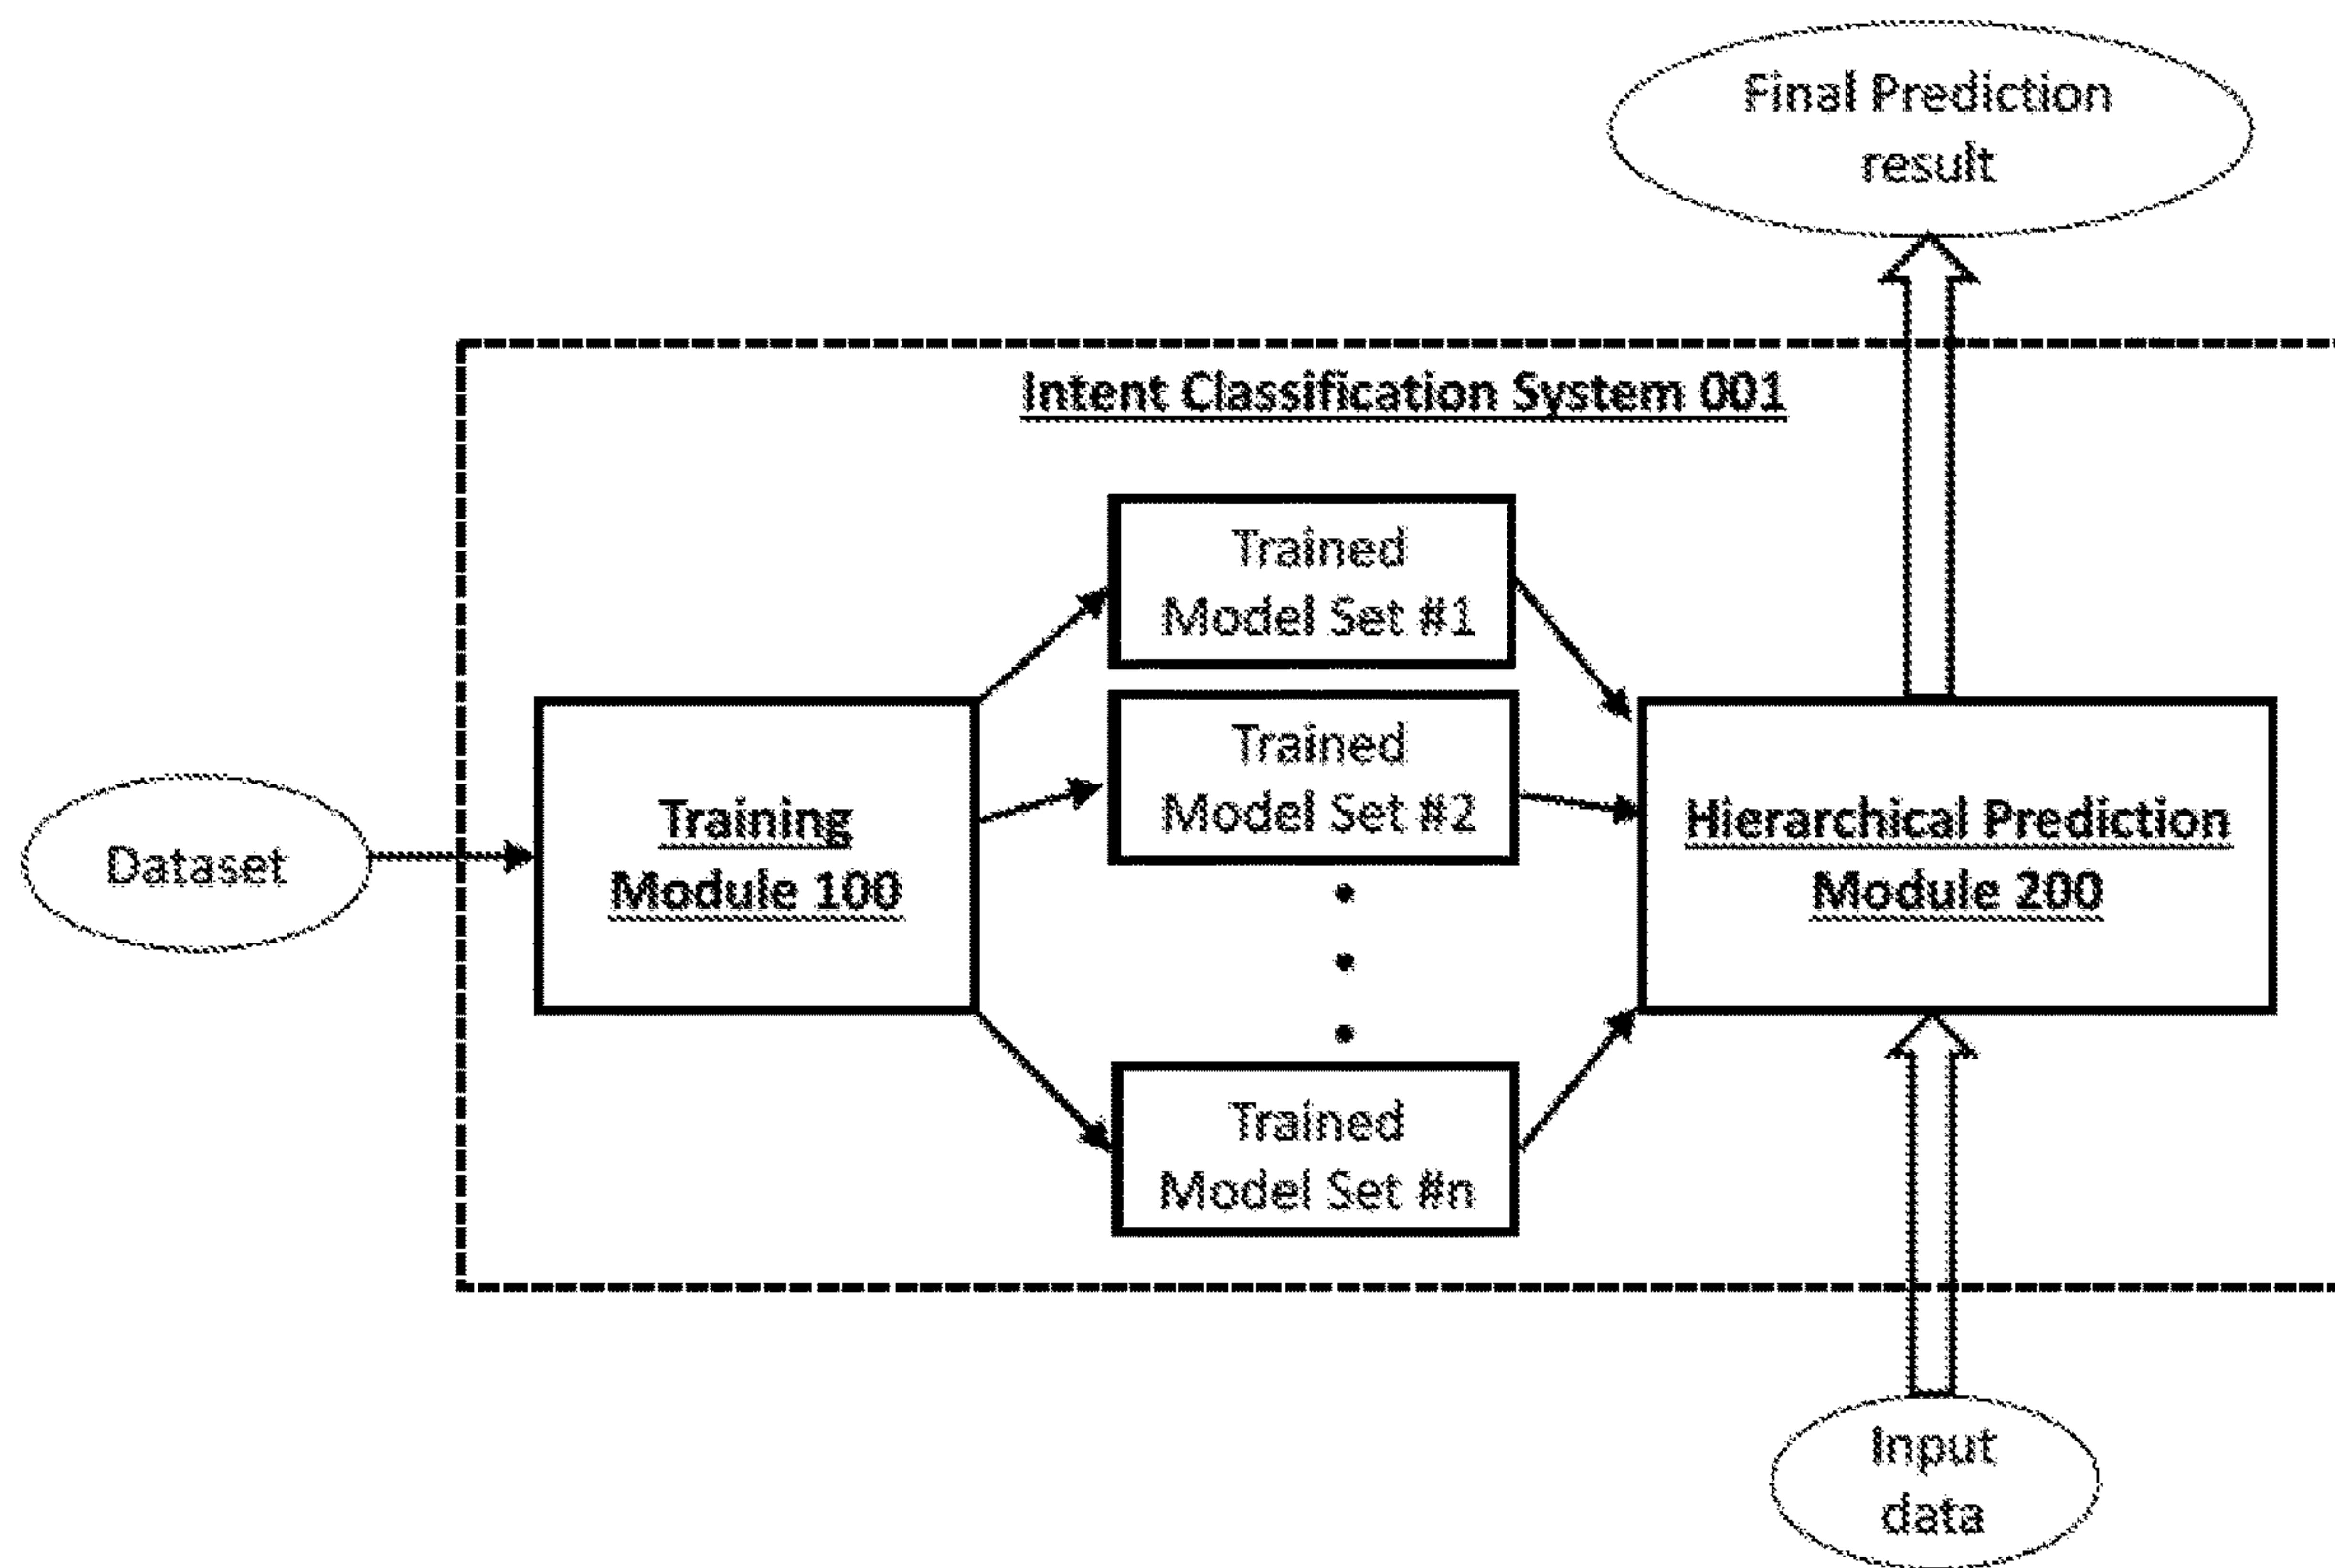 Final Prediction
result
Intent Classification System 001
Trained
Model Set #1
Trained
Model Set #2
Training
Module 100
Dataset
Hierarchical Prediction
Module 200
Trained
Model Set #n
Input
data